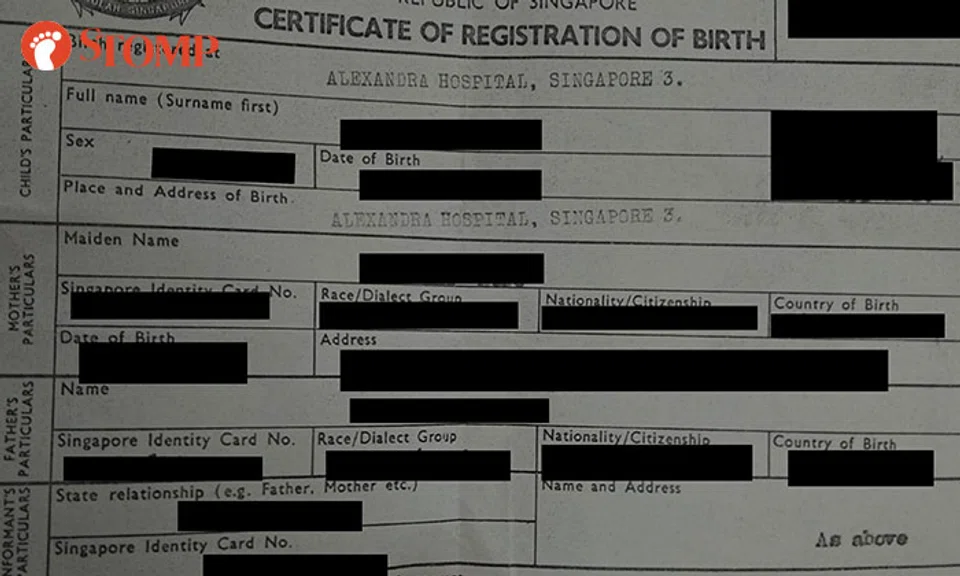 REPUBLIC OF SINGAPORE
CERTIFICATE OF REGISTRATION OF BIRTH
STOMP
Birth registered at
ALEXANDRA HOSPITAL, SINGAPORE 3.
CHILD'S PARTICULARS
Full name (Surname first)
Sex
Date of Birth
Place and Address of Birth.
ALEXANDRA HOSPITAL, SINGAPORE 3.
MOTHER'S PARTICULARS
Maiden Name
Singapore Identity Card No.
Race/Dialect Group
Nationality/Citizenship
Country of Birth
Date of Birth
Address
FATHER'S PARTICULARS
Name
Singapore Identity Card No.
Race/Dialect Group
Nationality/Citizenship
Country of Birth
INFORMANT'S PARTICULARS
State relationship (e.g. Father, Mother etc.)
Name and Address
As above
Singapore Identity Card No.